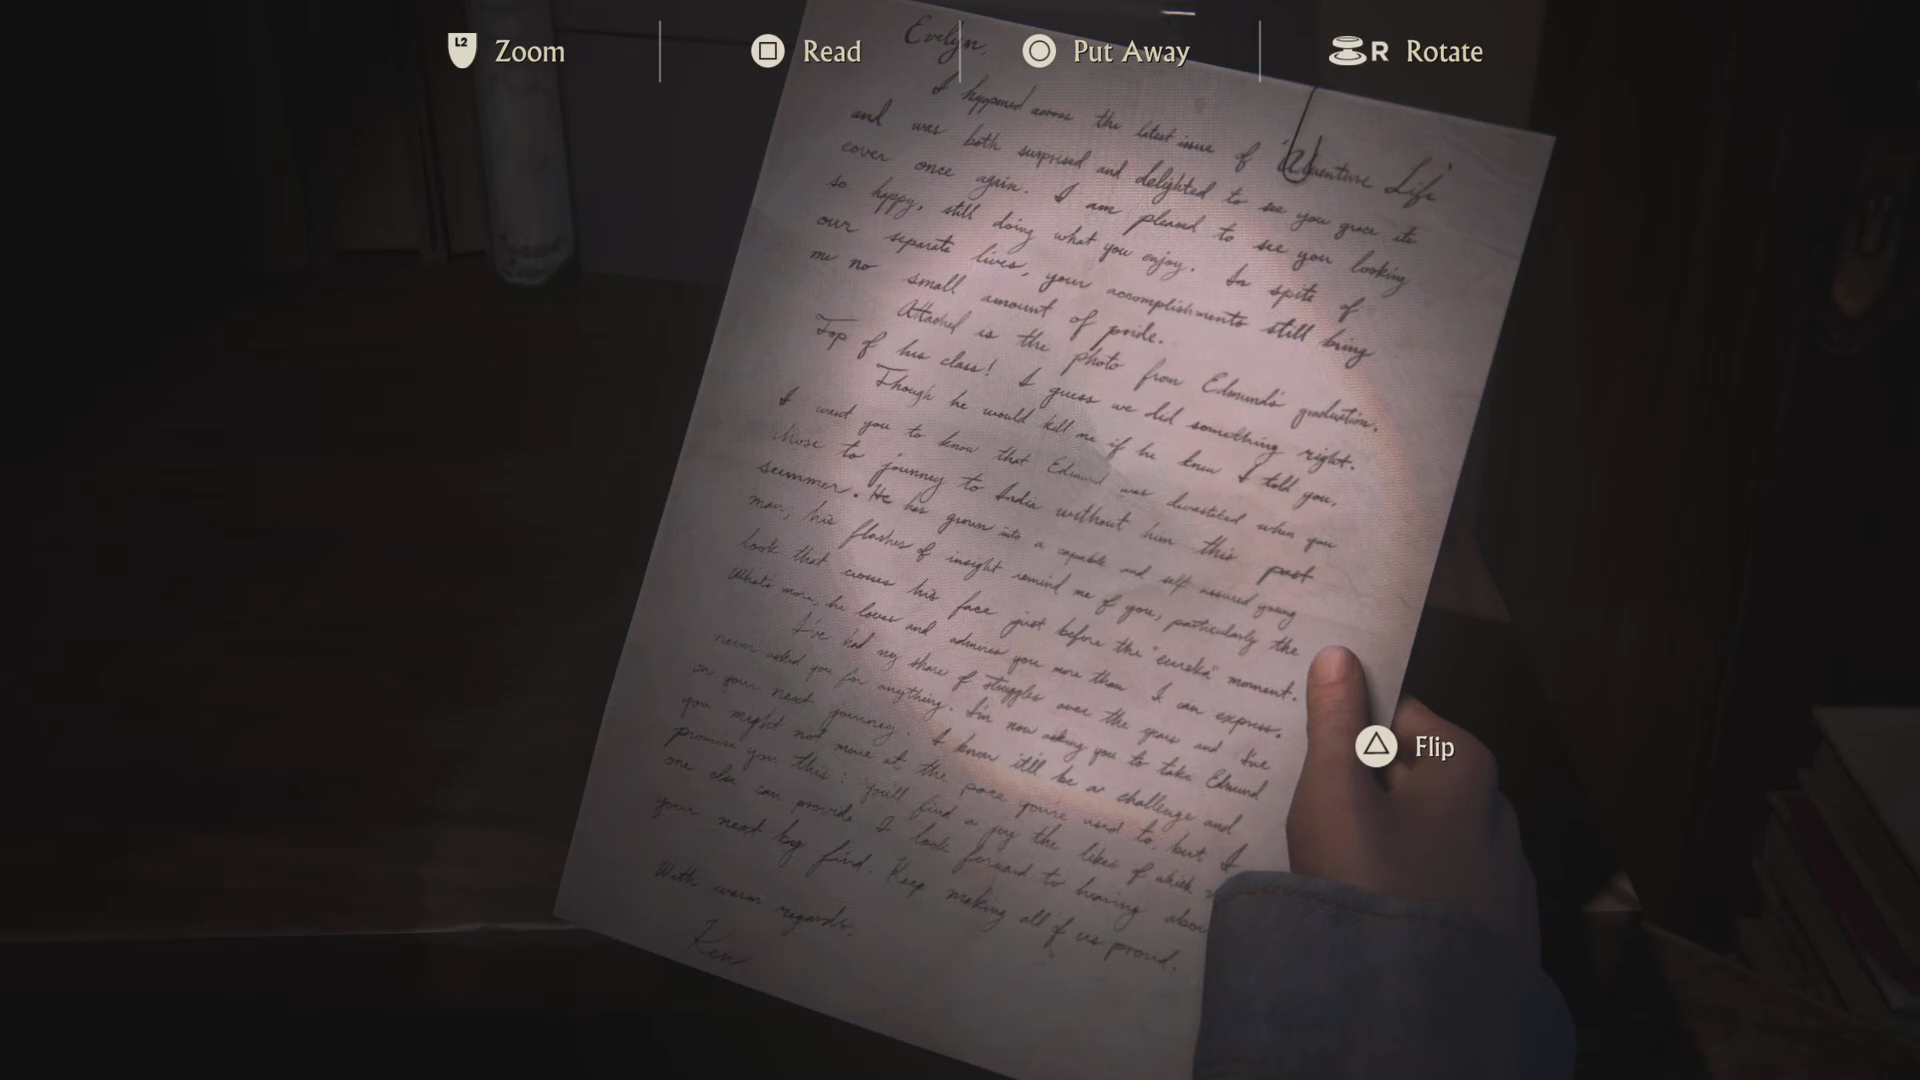 L2 Zoom
Read
Put Away
R Rotate
Evelyn,
I happened across the latest issue of Adventure Life
and was both surprised and delighted to see you grace its
cover once again. I am pleased to see you looking
so happy, still doing what you enjoy. In spite of
our separate lives, your accomplishments still bring
me no small amount of pride.
Attached is the photo from Edmund's graduation.
Top of his class! I guess we did something right.
Though he would kill me if he knew I told you,
I want you to know that Edmund was devastated when you
chose to journey to India without him this past
summer. He has grown into a capable and self assured young
man; his flashes of insight remind me of you, particularly the
look that crosses his face just before the "eureka" moment.
What's more, he loves and admires you more than I can express.
I've had my share of struggles over the years and I've
never asked you for anything. I'm now asking you to take Edmund
on your next journey. I know it'll be a challenge and
you might not move at the pace you're used to, but I
promise you this: you'll find a joy the likes of which
one else can provide. I look forward to hearing
your next big find. Keep making all of us proud.
With warm regards,
Ken
Flip